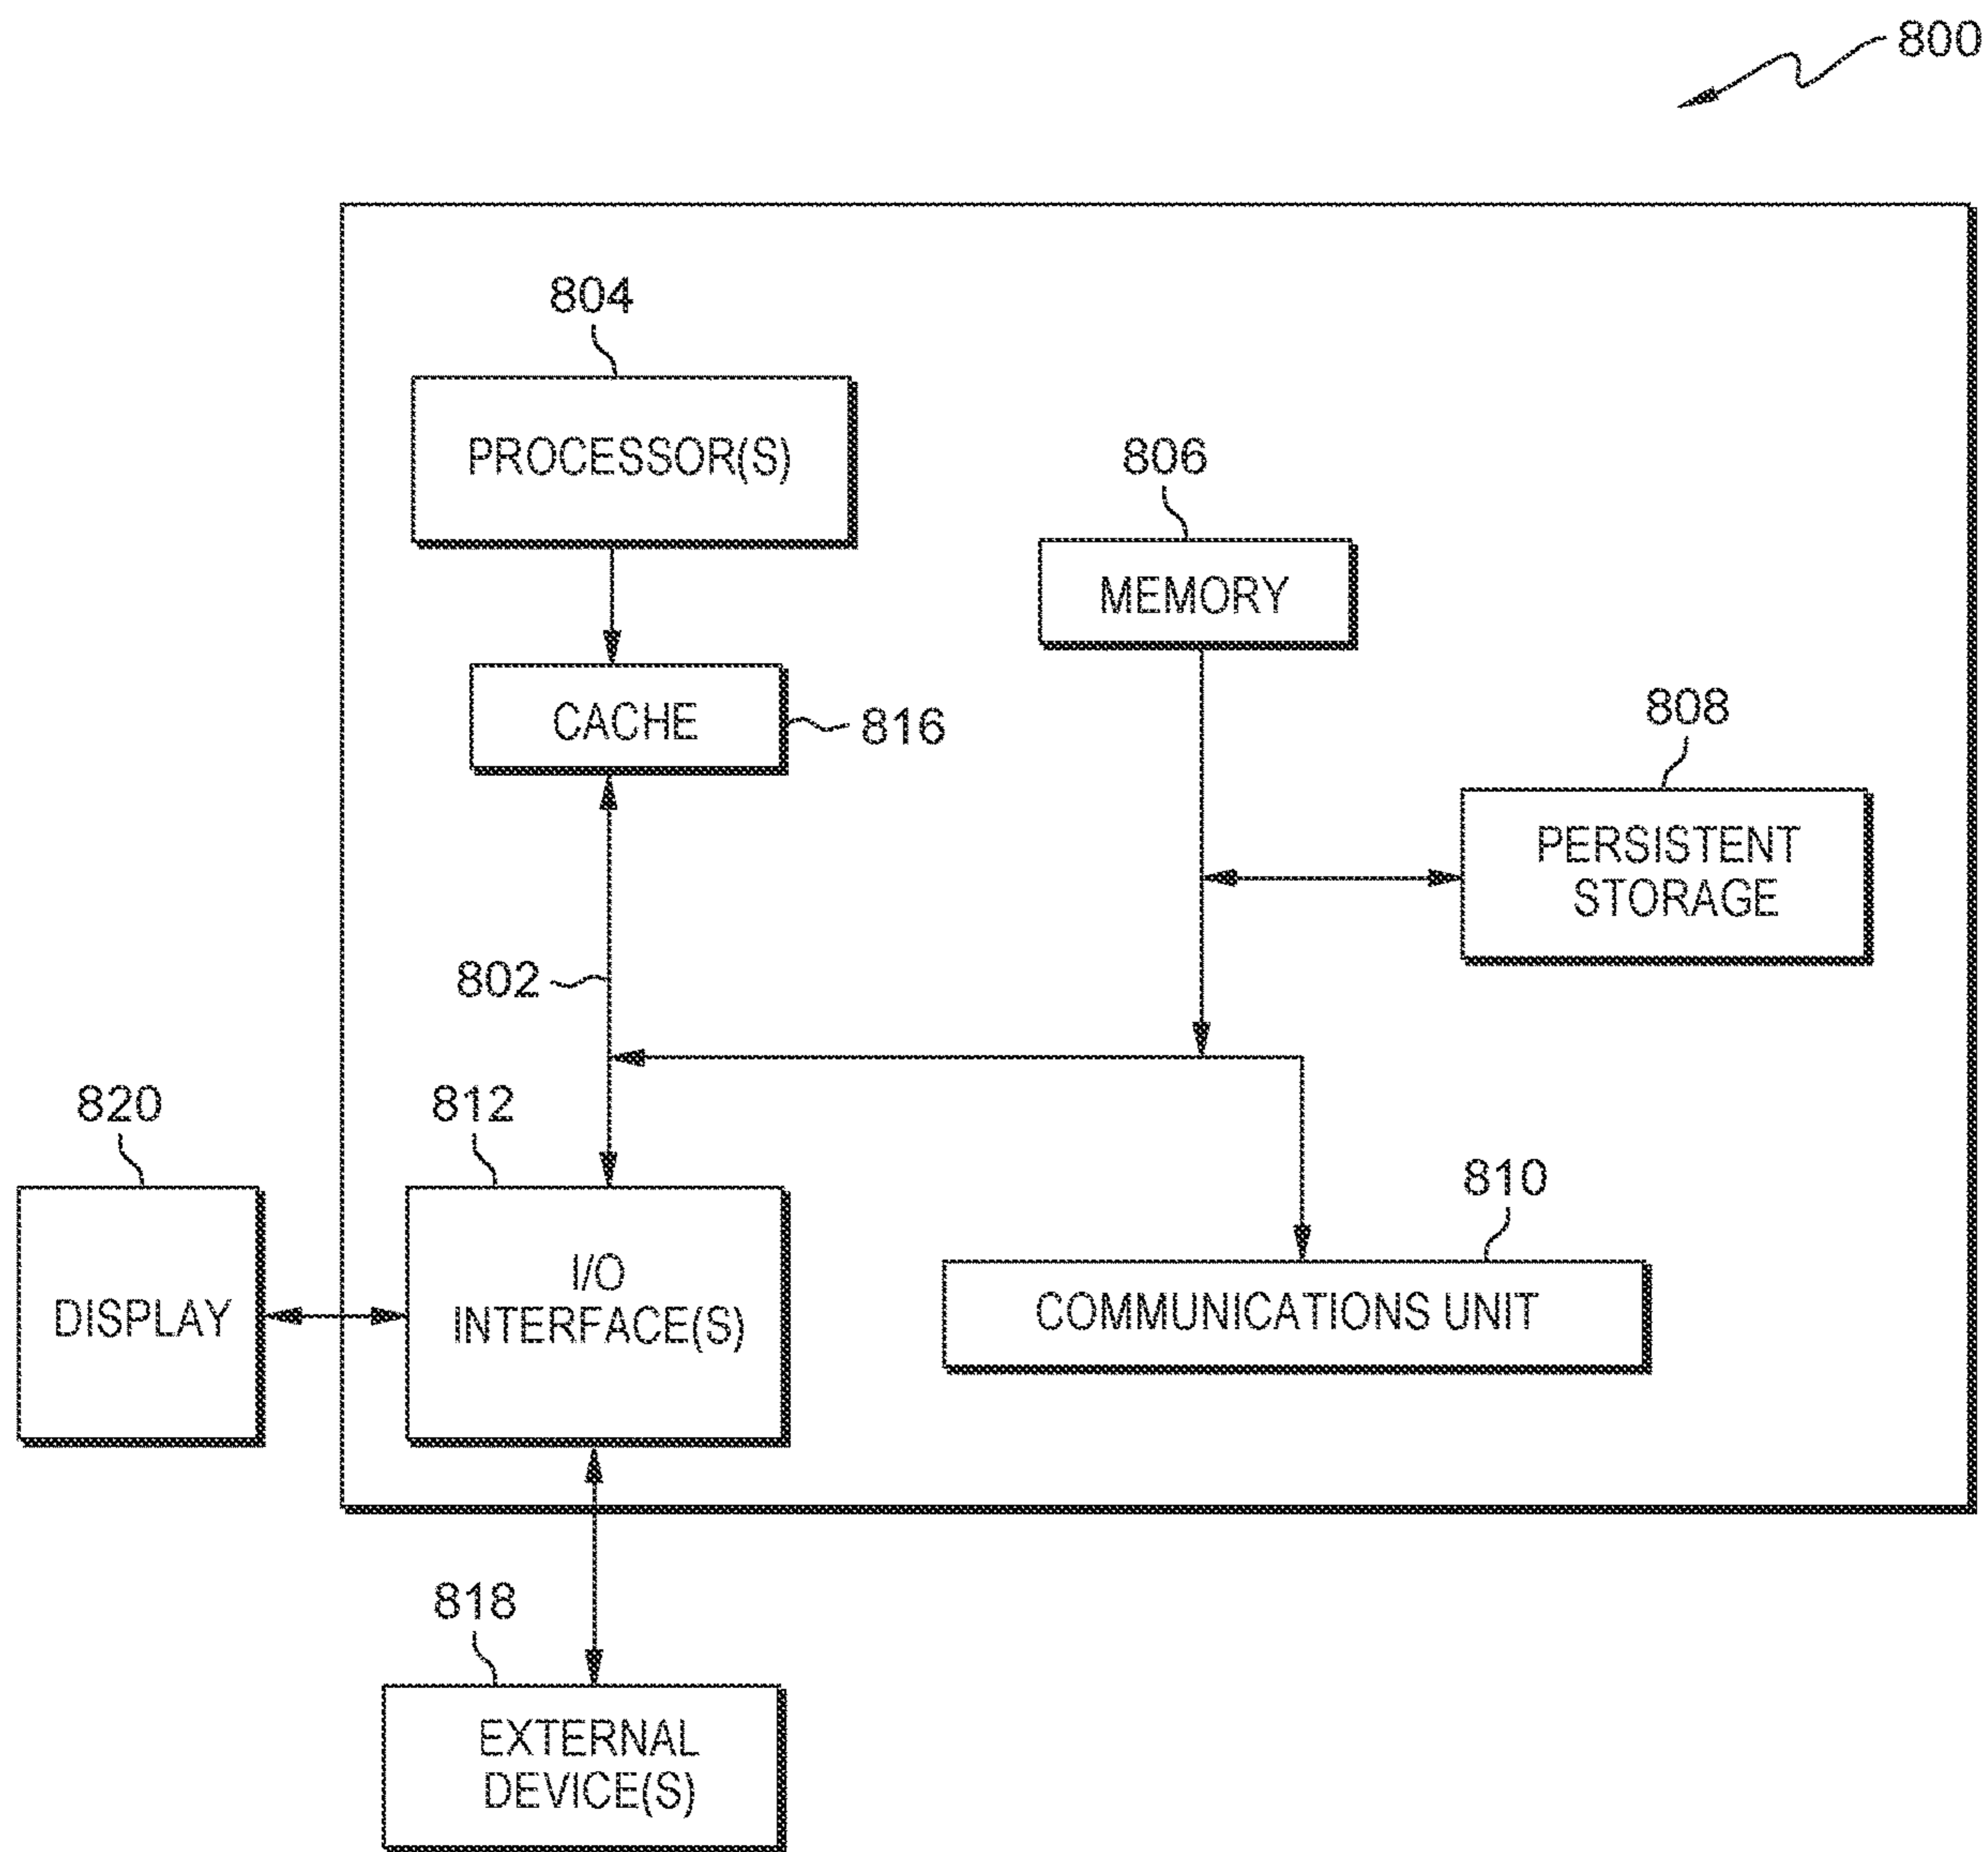 800
804
PROCESSOR(S)
806
MEMORY
CACHE
816
808
PERSISTENT
STORAGE
802
820
812
810
DISPLAY
I/O
INTERFACE(S)
COMMUNICATIONS UNIT
818
EXTERNAL
DEVICE(S)